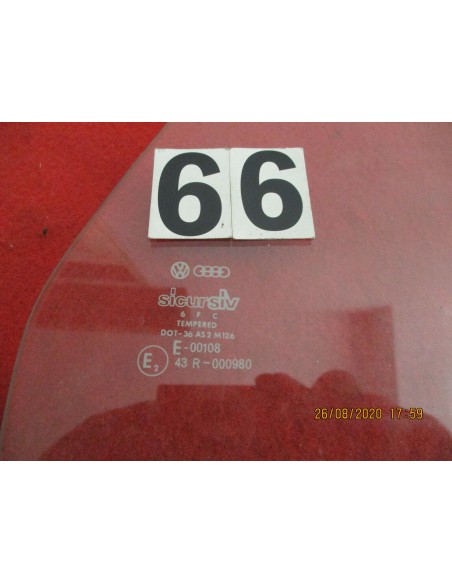 66
sicursiv
6 P C
TEMPERED
DOT-36 AS2 M126
E-00108
E2 43 R-000980
26/08/2020 17:59